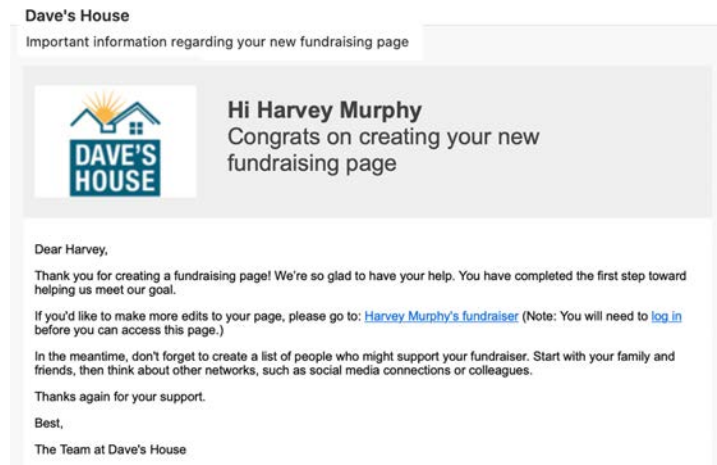 Dave's House
Important information regarding your new fundraising page
DAVE'S
HOUSE
Hi Harvey Murphy
Congrats on creating your new
fundraising page
Dear Harvey,
Thank you for creating a fundraising page! We're so glad to have your help. You have completed the first step toward
helping us meet our goal.
If you'd like to make more edits to your page, please go to: Harvey Murphy's fundraiser (Note: You will need to log in
before you can access this page.)
In the meantime, don't forget to create a list of people who might support your fundraiser. Start with your family and
friends, then think about other networks, such as social media connections or colleagues.
Thanks again for your support.
Best,
The Team at Dave's House